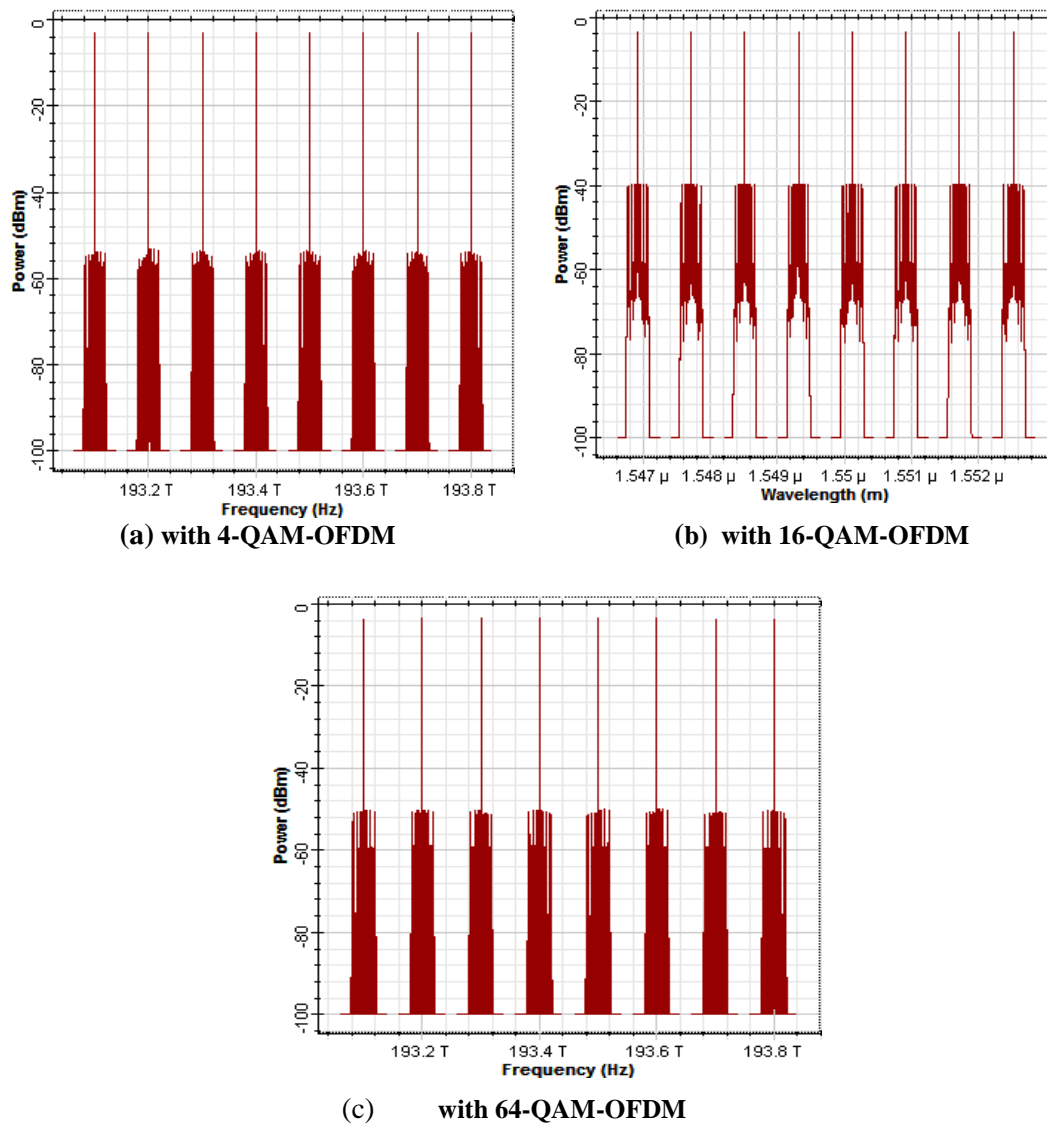 0
-20
-40
-60
-80
-100
Power (dBm)
193.2 T 193.4 T 193.6 T 193.8 T
Frequency (Hz)
(a) with 4-QAM-OFDM
0
-20
-40
-60
-80
-100
Power (dBm)
1.547 µ 1.548 µ 1.549 µ 1.55 µ 1.551 µ 1.552 µ
Wavelength (m)
(b) with 16-QAM-OFDM
0
-20
-40
-60
-80
-100
Power (dBm)
193.2 T 193.4 T 193.6 T 193.8 T
Frequency (Hz)
(c) with 64-QAM-OFDM